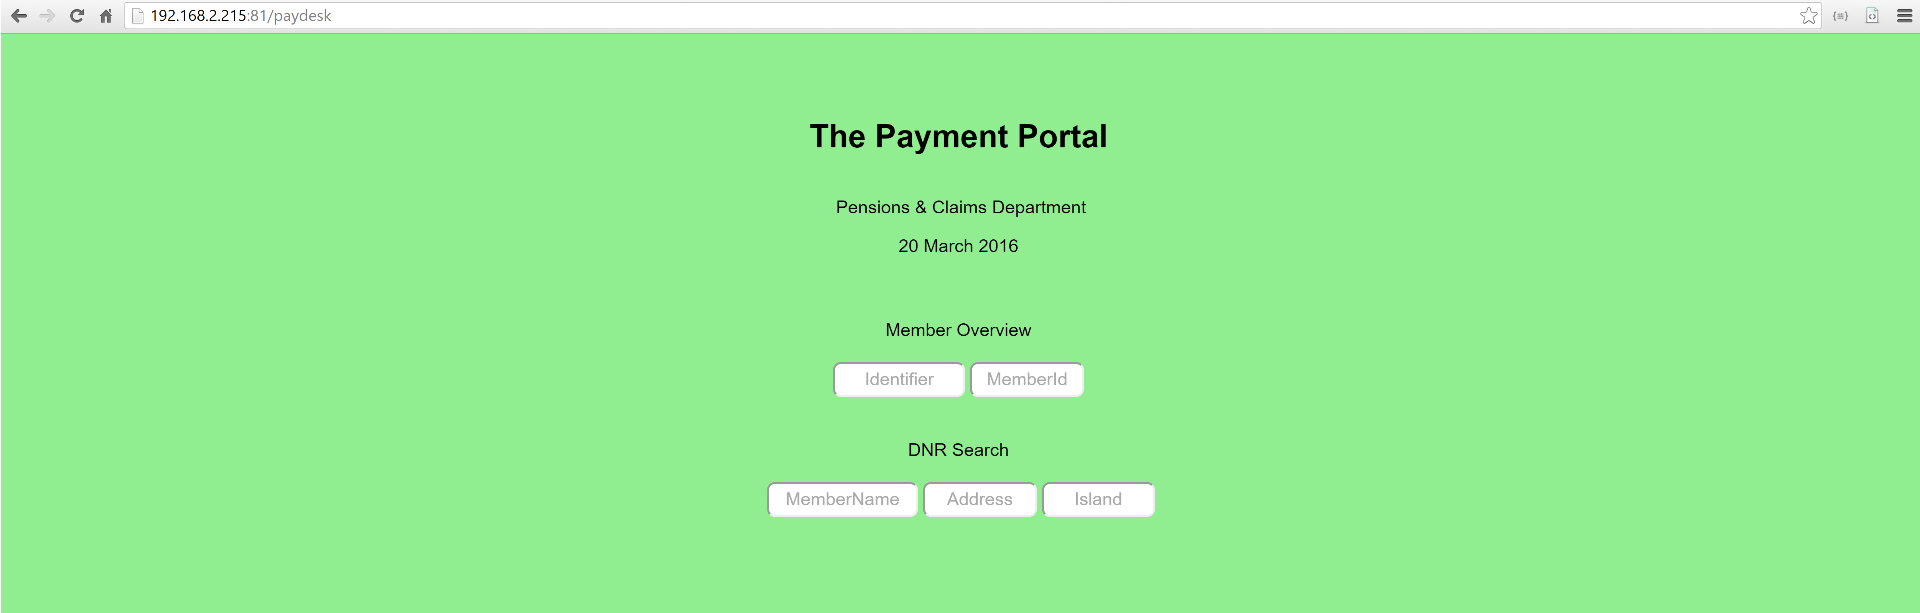 192.168.2.215:81/paydesk
The Payment Portal
Pensions & Claims Department
20 March 2016
Member Overview
Identifier MemberId
DNR Search
MemberName Address Island